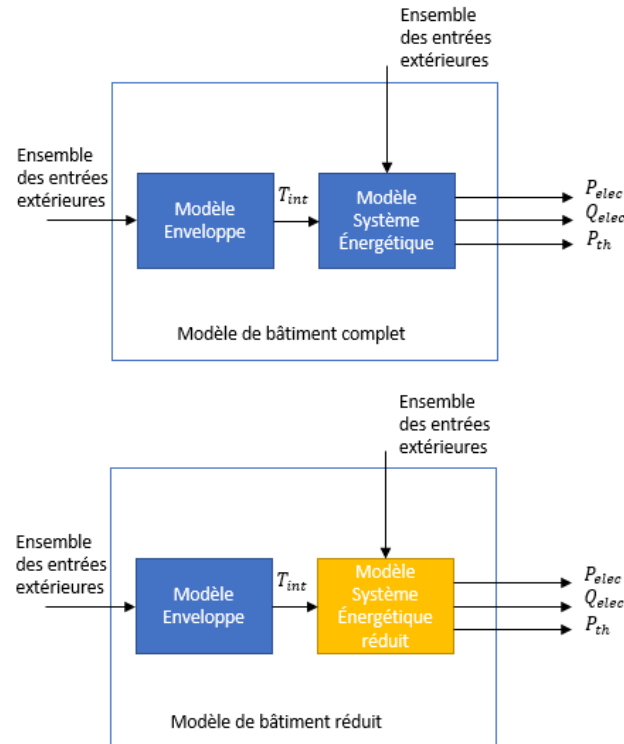 Ensemble
des entrées
extérieures
Ensemble
des entrées
extérieures
Modèle
Enveloppe
T_int
Modèle
Système
Énergétique
P_elec
Q_elec
P_th
Modèle de bâtiment complet
Ensemble
des entrées
extérieures
Ensemble
des entrées
extérieures
Modèle
Enveloppe
T_int
Modèle
Système
Énergétique
réduit
P_elec
Q_elec
P_th
Modèle de bâtiment réduit